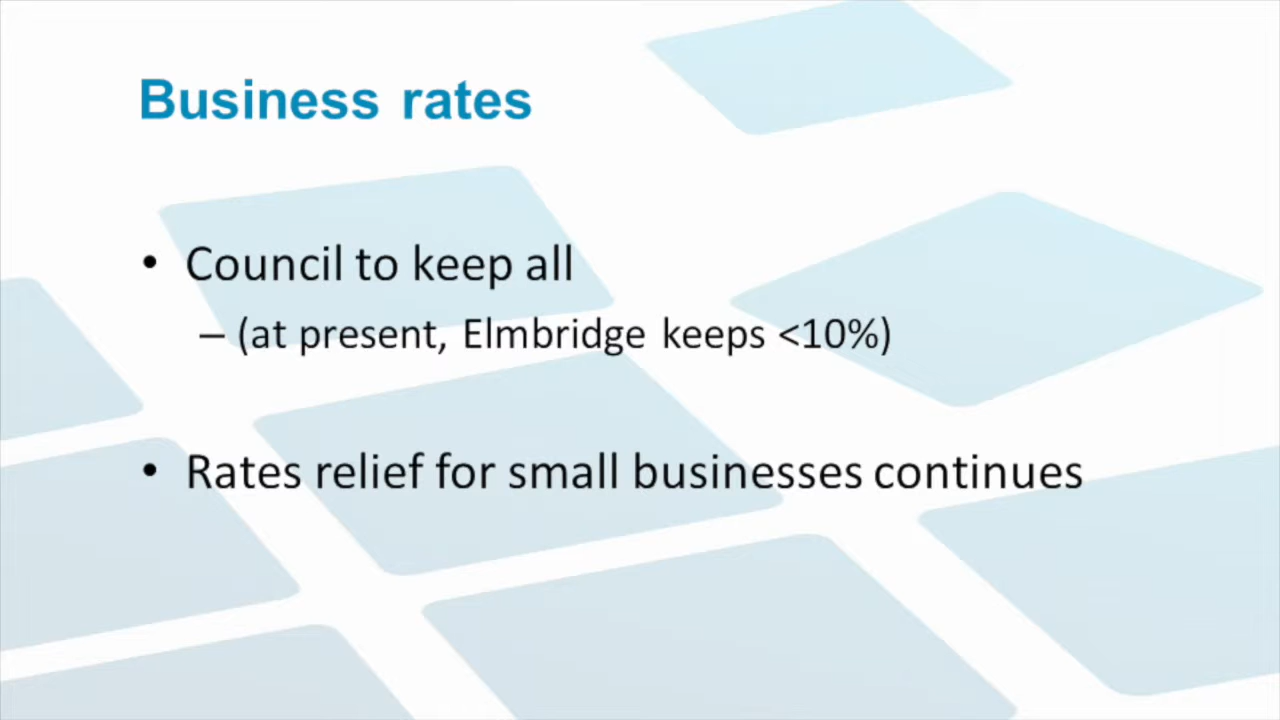 Business rates
• Council to keep all
– (at present, Elmbridge keeps <10%)
• Rates relief for small businesses continues